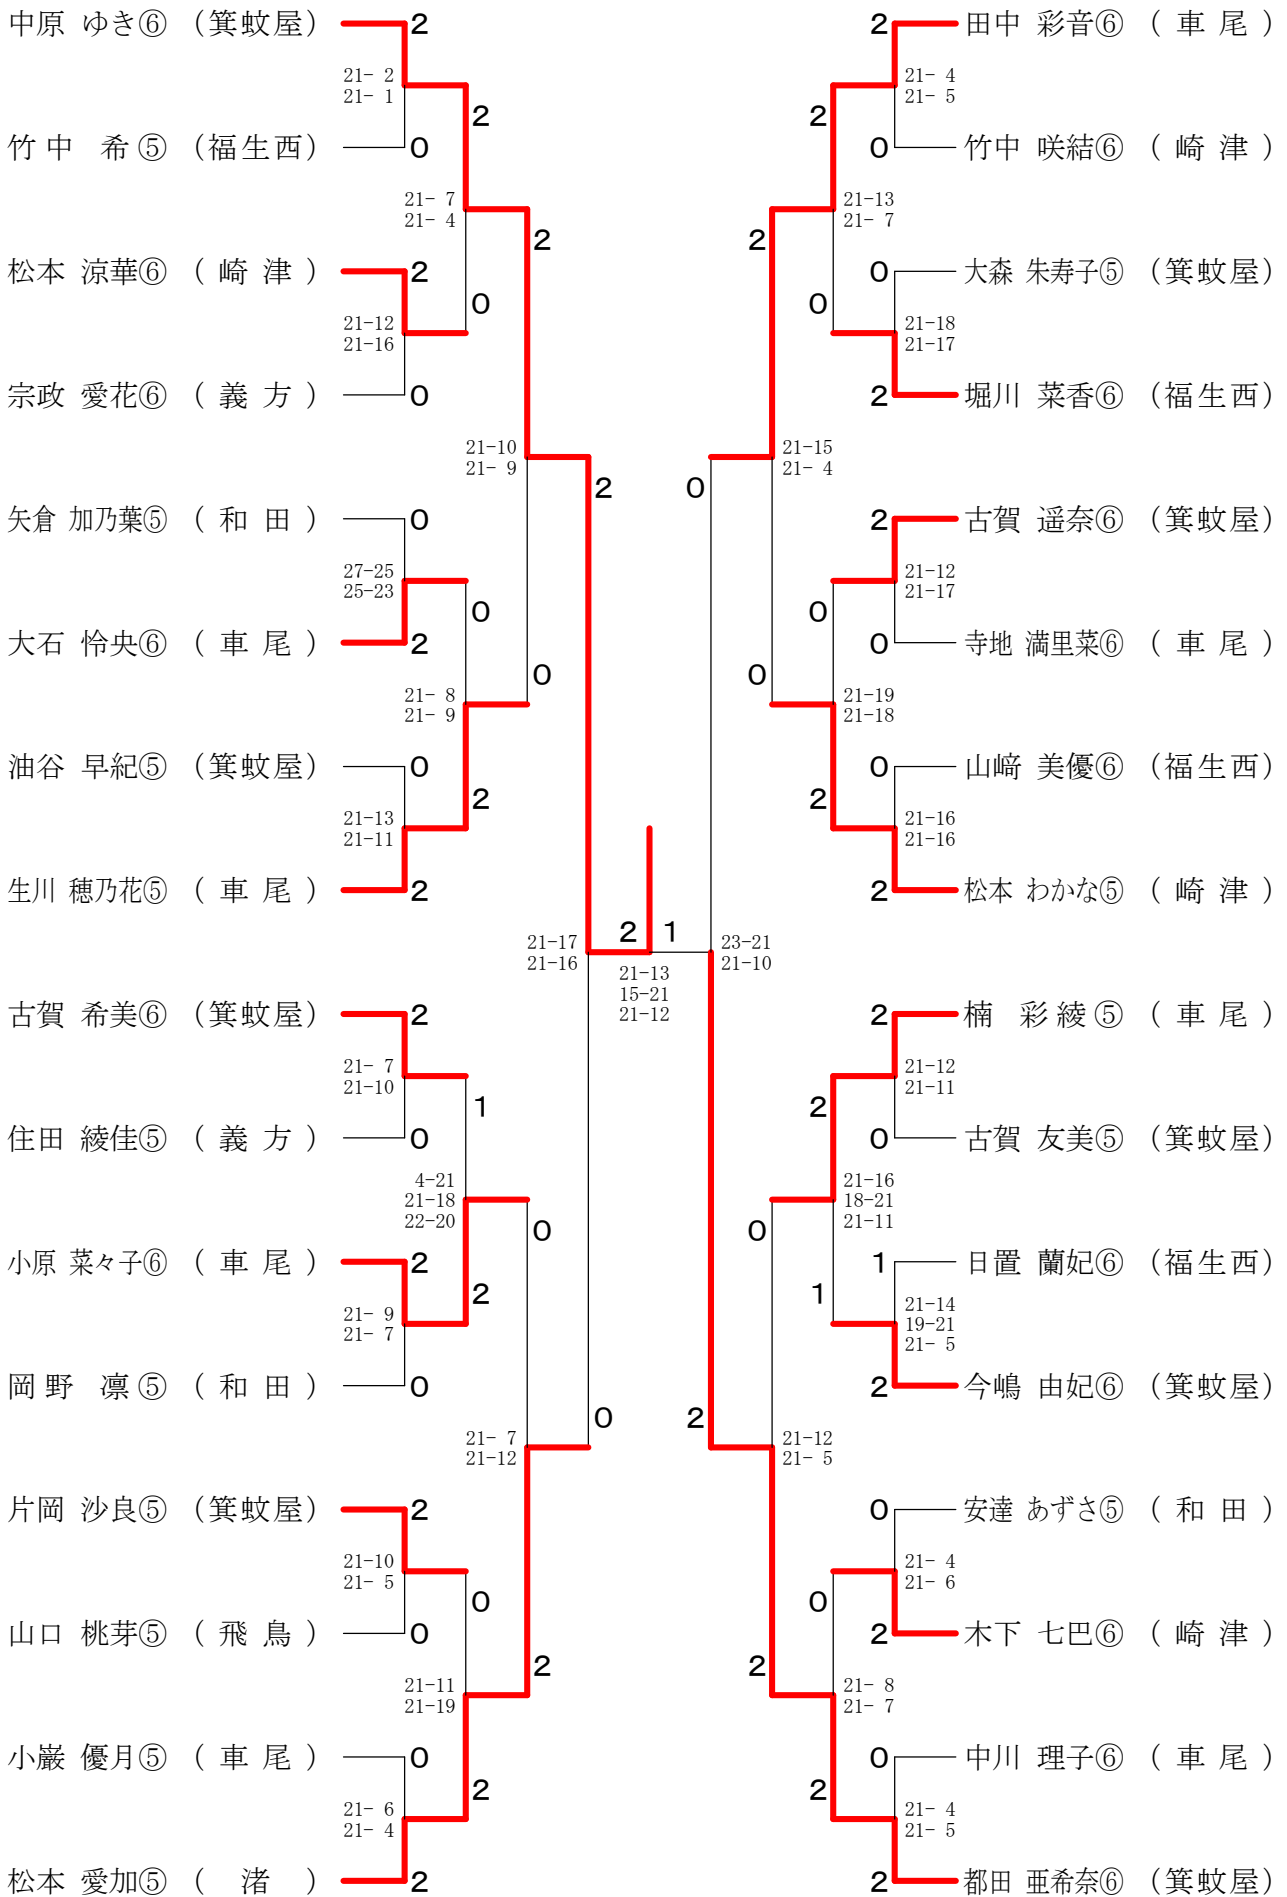 中原 ゆき⑥ (箕蚊屋) 2
21- 2
21- 1
2
竹中 希⑤ (福生西) 0
21- 7
21- 4
2
松本 涼華⑥ (崎津) 2
0
21-12
21-16
宗政 愛花⑥ (義方) 0
21-10
21- 9
2
矢倉 加乃葉⑤ (和田) 0
27-25
25-23
0
大石 怜央⑥ (車尾) 2
0
21- 8
21- 9
油谷 早紀⑤ (箕蚊屋) 0
2
21-13
21-11
生川 穂乃花⑤ (車尾) 2
21-17
21-16
古賀 希美⑥ (箕蚊屋) 2
21- 7
21-10
1
住田 綾佳⑤ (義方) 0
4-21
21-18
22-20
0
小原 菜々子⑥ (車尾) 2
2
21- 9
21- 7
岡野 凛⑤ (和田) 0
0
21- 7
21-12
片岡 沙良⑤ (箕蚊屋) 2
21-10
21- 5
0
山口 桃芽⑤ (飛鳥) 0
2
21-11
21-19
小巌 優月⑤ (車尾) 0
2
21- 6
21- 4
松本 愛加⑤ (渚) 2
2 1
21-13
15-21
21-12
2 田中 彩音⑥ (車尾)
21- 4
21- 5
2
0 竹中 咲結⑥ (崎津)
21-13
21- 7
2
0 大森 朱寿子⑤ (箕蚊屋)
0
21-18
21-17
2 堀川 菜香⑥ (福生西)
21-15
21- 4
0
2 古賀 遥奈⑥ (箕蚊屋)
21-12
21-17
0
0 寺地 満里菜⑥ (車尾)
0
21-19
21-18
0 山﨑 美優⑥ (福生西)
2
21-16
21-16
2 松本 わかな⑤ (崎津)
23-21
21-10
2 楠 彩綾⑤ (車尾)
21-12
21-11
2
0 古賀 友美⑤ (箕蚊屋)
21-16
18-21
21-11
0
1 日置 蘭妃⑥ (福生西)
1
21-14
19-21
21- 5
2 今嶋 由妃⑥ (箕蚊屋)
2
21-12
21- 5
0 安達 あずさ⑤ (和田)
21- 4
21- 6
0
2 木下 七巴⑥ (崎津)
2
21- 8
21- 7
0 中川 理子⑥ (車尾)
2
21- 4
21- 5
2 都田 亜希奈⑥ (箕蚊屋)